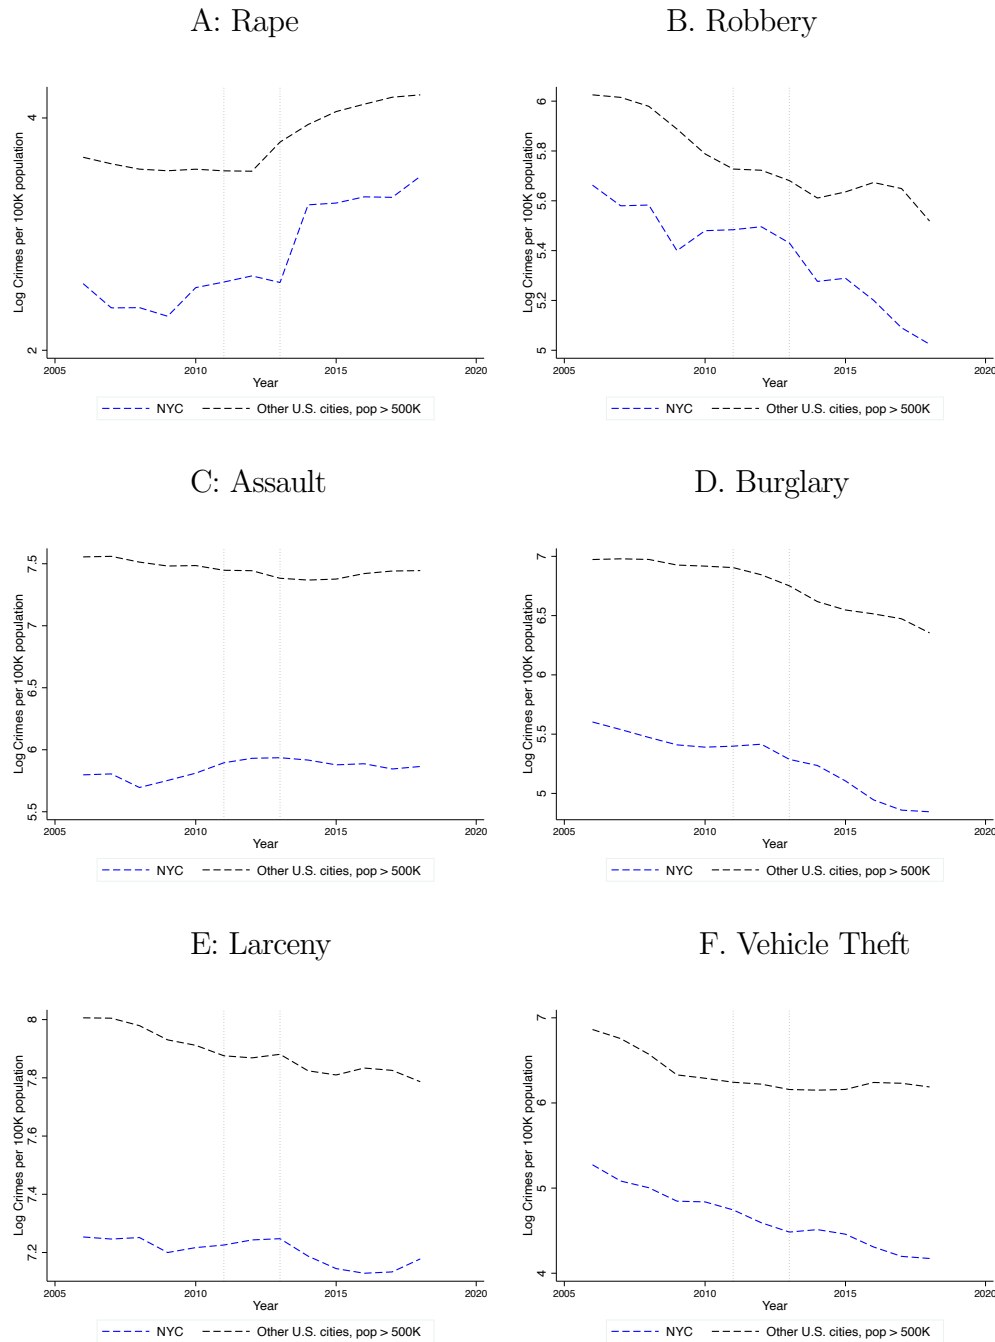 A: Rape
Log Crimes per 100K population
4
2
2005 2010 2015 2020
Year
NYC Other U.S. cities, pop > 500K
B. Robbery
Log Crimes per 100K population
6
5.8
5.6
5.4
5.2
5
2005 2010 2015 2020
Year
NYC Other U.S. cities, pop > 500K
C: Assault
Log Crimes per 100K population
7.5
7
6.5
6
5.5
2005 2010 2015 2020
Year
NYC Other U.S. cities, pop > 500K
D. Burglary
Log Crimes per 100K population
7
6.5
6
5.5
5
2005 2010 2015 2020
Year
NYC Other U.S. cities, pop > 500K
E: Larceny
Log Crimes per 100K population
8
7.8
7.6
7.4
7.2
2005 2010 2015 2020
Year
NYC Other U.S. cities, pop > 500K
F. Vehicle Theft
Log Crimes per 100K population
7
6
5
4
2005 2010 2015 2020
Year
NYC Other U.S. cities, pop > 500K